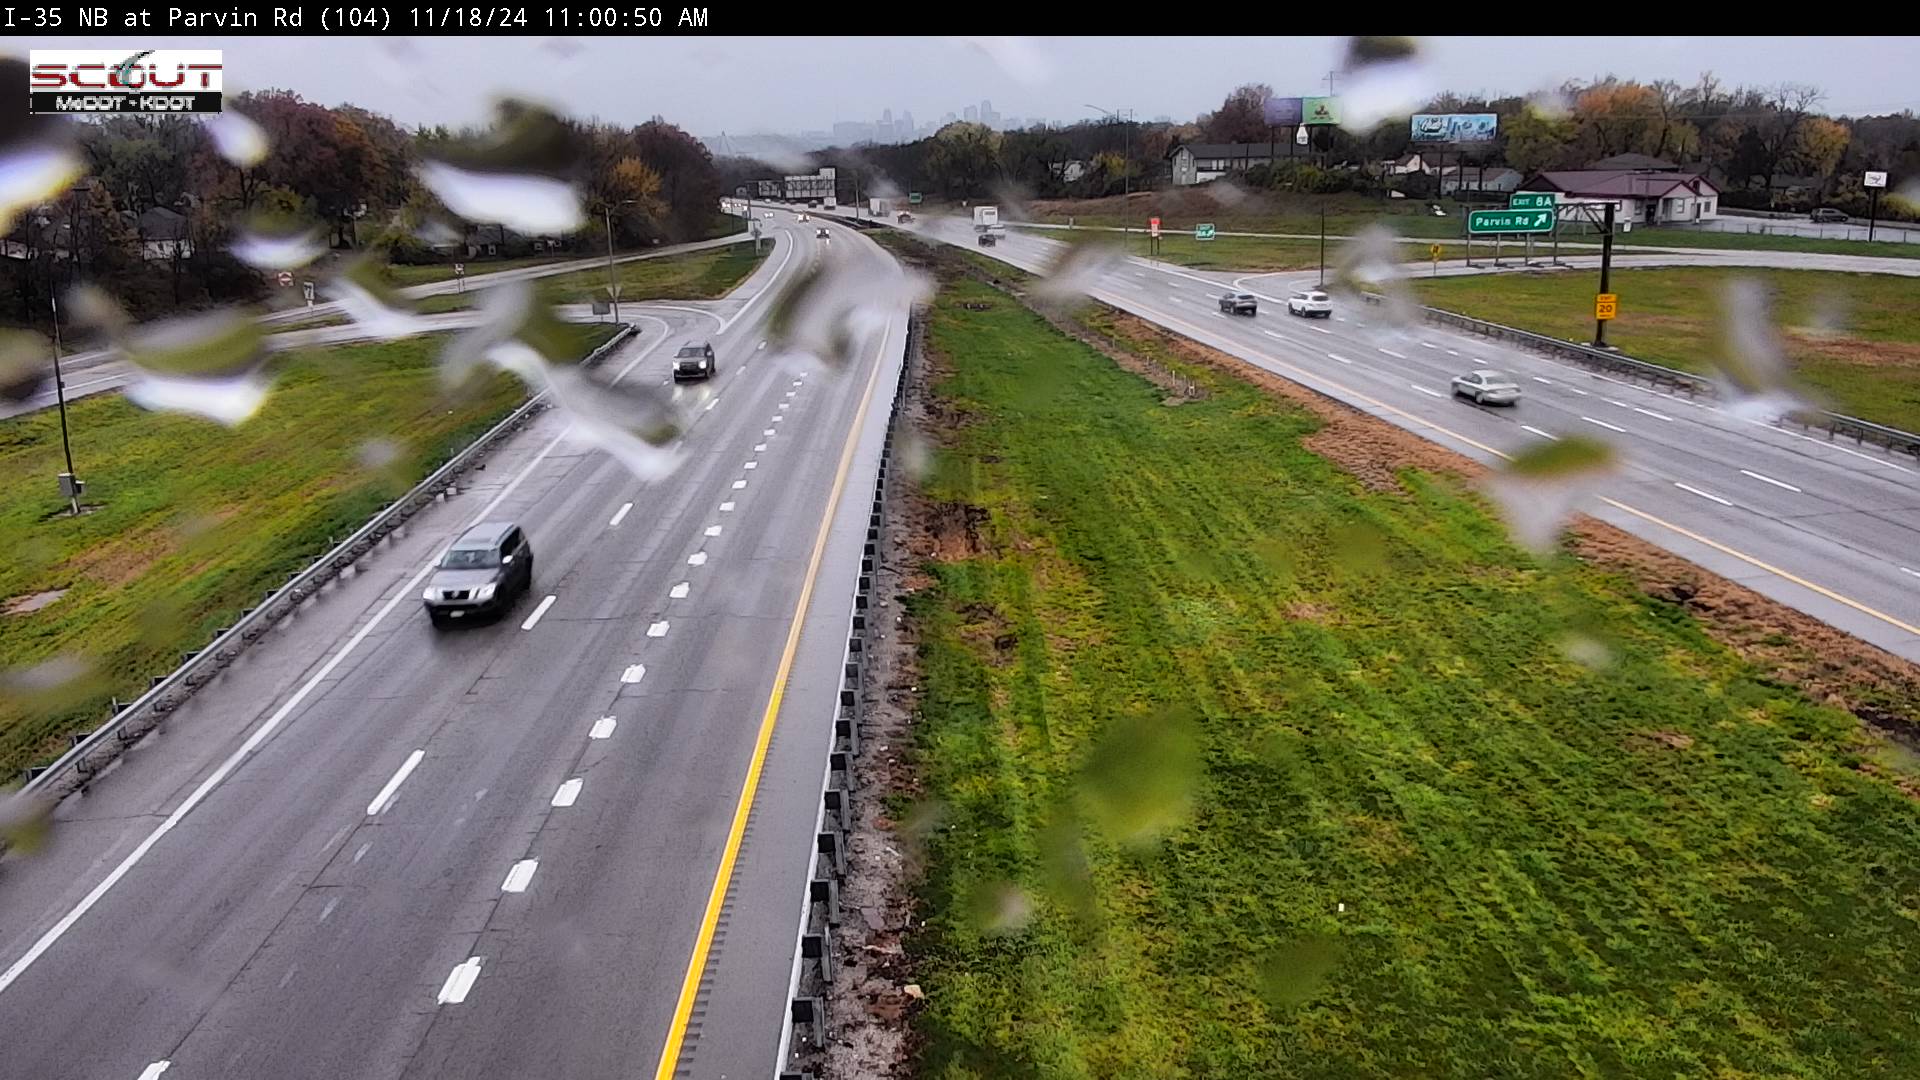 I-35 NB at Parvin Rd (104) 11/18/24 11:00:50 AM
SCOUT
MoDOT - KDOT
EXIT 8A
Parvin Rd
EXIT
20